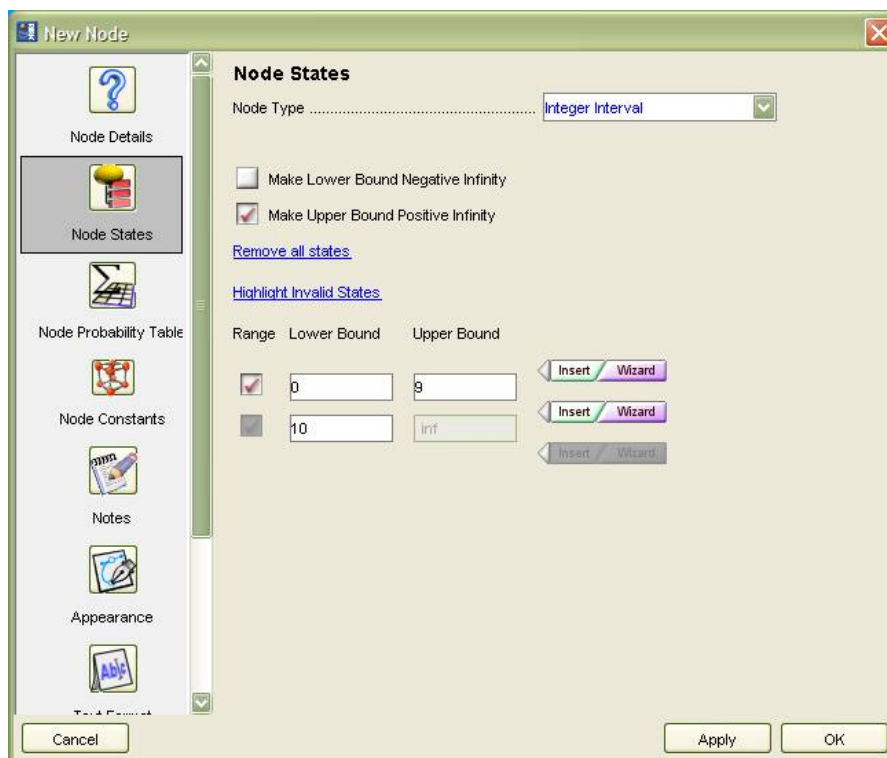 New Node
Node Details
Node States
Node Probability Table
Node Constants
Notes
Appearance
Text Format
Node States
Node Type ........................................................ Integer Interval
Make Lower Bound Negative Infinity
Make Upper Bound Positive Infinity
Remove all states
Highlight Invalid States
Range Lower Bound Upper Bound
0 9
Insert Wizard
10 inf
Insert Wizard
Insert Wizard
Cancel Apply OK